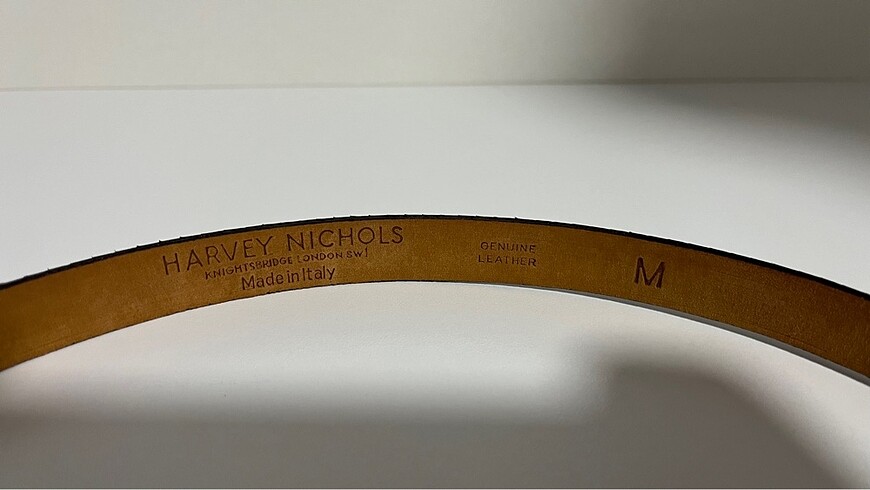 HARVEY NICHOLS
KNIGHTSBRIDGE LONDON SW1
Made in Italy
GENUINE
LEATHER
M